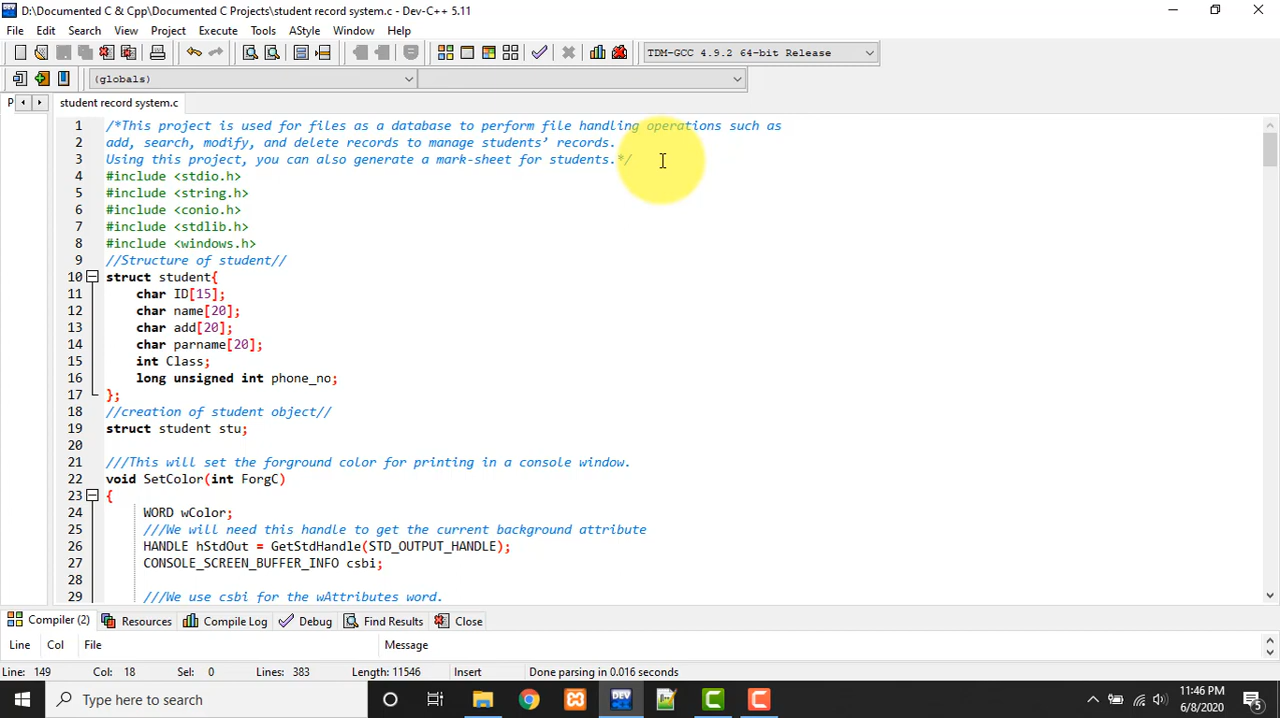 D:\Documented C & Cpp\Documented C Projects\student record system.c - Dev-C++ 5.11
File Edit Search View Project Execute Tools AStyle Window Help
TDM-GCC 4.9.2 64-bit Release
(globals)
P student record system.c
1 /*This project is used for files as a database to perform file handling operations such as
2 add, search, modify, and delete records to manage students’ records.
3 Using this project, you can also generate a mark-sheet for students.*/
4 #include <stdio.h>
5 #include <string.h>
6 #include <conio.h>
7 #include <stdlib.h>
8 #include <windows.h>
9 //Structure of student//
10 struct student{
11 char ID[15];
12 char name[20];
13 char add[20];
14 char parname[20];
15 int Class;
16 long unsigned int phone_no;
17 };
18 //creation of student object//
19 struct student stu;
20
21 ///This will set the forground color for printing in a console window.
22 void SetColor(int ForgC)
23 {
24 WORD wColor;
25 ///We will need this handle to get the current background attribute
26 HANDLE hStdOut = GetStdHandle(STD_OUTPUT_HANDLE);
27 CONSOLE_SCREEN_BUFFER_INFO csbi;
28
29 ///We use csbi for the wAttributes word.
Compiler (2) Resources Compile Log Debug Find Results Close
Line Col File Message
Line: 149 Col: 18 Sel: 0 Lines: 383 Length: 11546 Insert Done parsing in 0.016 seconds
Type here to search DEV 11:46 PM
6/8/2020 5